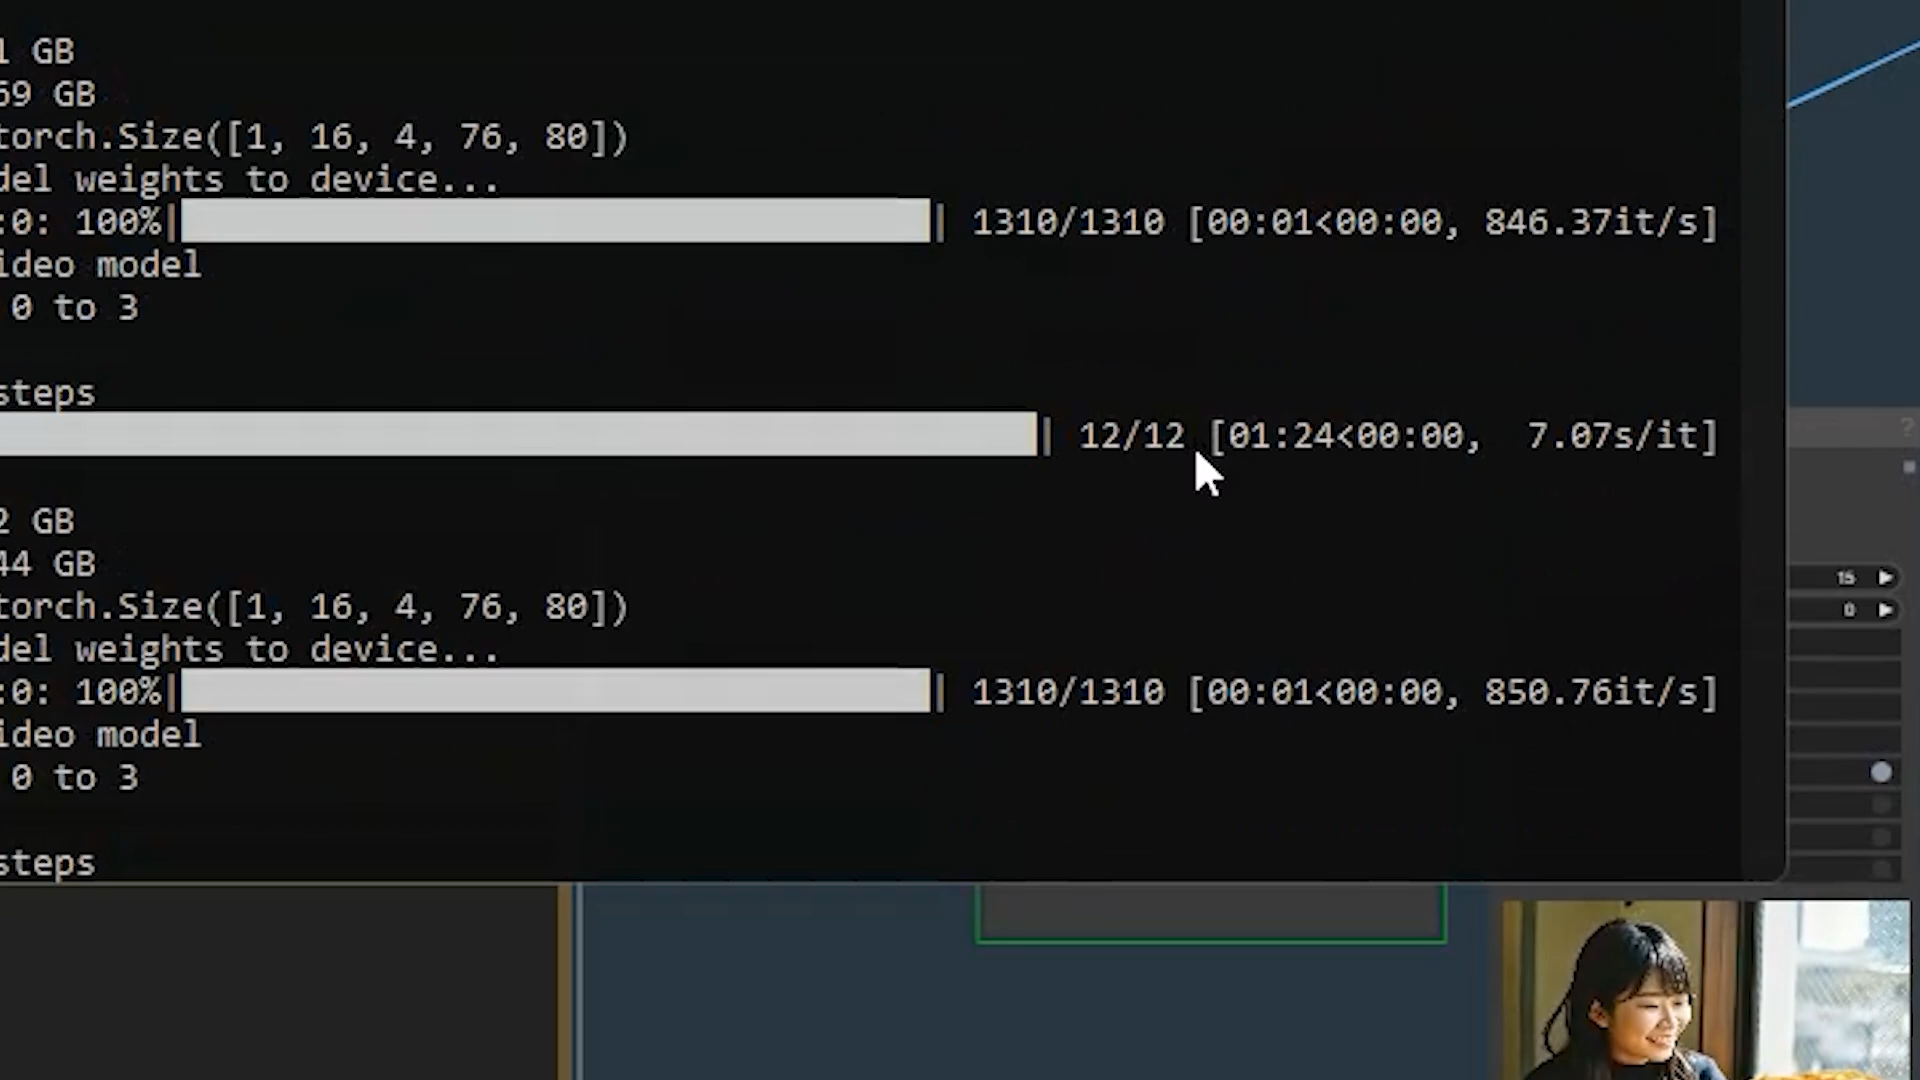 1 GB
59 GB
torch.Size([1, 16, 4, 76, 80])
del weights to device...
:0: 100%| | 1310/1310 [00:01<00:00, 846.37it/s]
ideo model
0 to 3
steps
| 12/12 [01:24<00:00, 7.07s/it]
2 GB
44 GB
torch.Size([1, 16, 4, 76, 80])
del weights to device...
:0: 100%| | 1310/1310 [00:01<00:00, 850.76it/s]
ideo model
0 to 3
steps
?
15
0